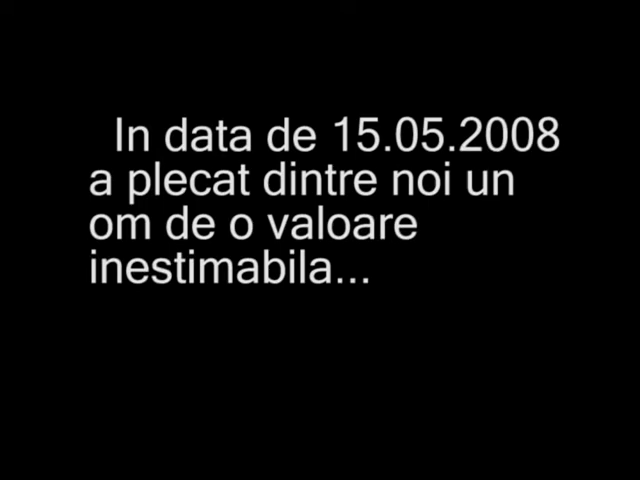 In data de 15.05.2008
a plecat dintre noi un
om de o valoare
inestimabila...